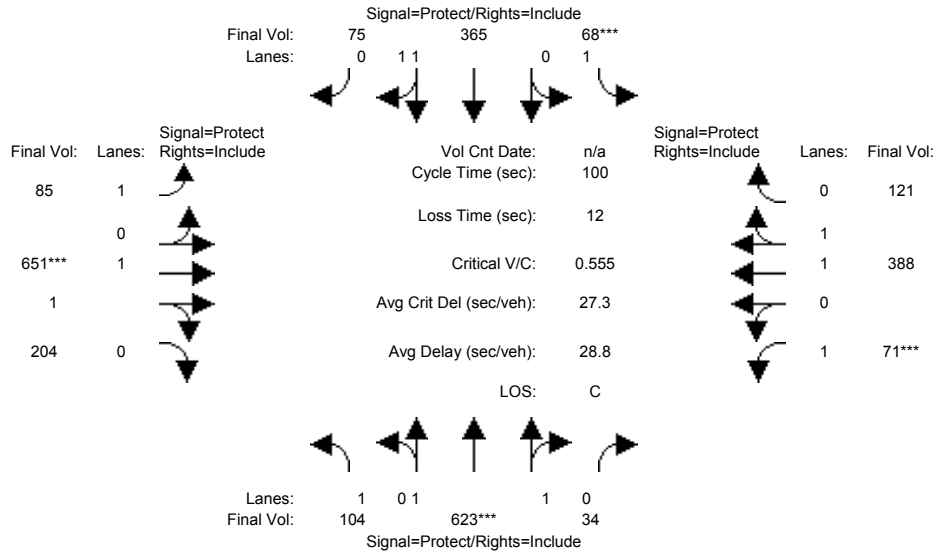 Signal=Protect/Rights=Include
Final Vol: 75 365 68***
Lanes: 0 1 1 0 1
Signal=Protect
Final Vol: Lanes: Rights=Include
Vol Cnt Date: n/a
Signal=Protect
Rights=Include Lanes: Final Vol:
Cycle Time (sec): 100
85 1
0 121
Loss Time (sec): 12
0
1
651*** 1
Critical V/C: 0.555
1 388
1
Avg Crit Del (sec/veh): 27.3
0
204 0
Avg Delay (sec/veh): 28.8
1 71***
LOS: C
Lanes: 1 0 1 1 0
Final Vol: 104 623*** 34
Signal=Protect/Rights=Include